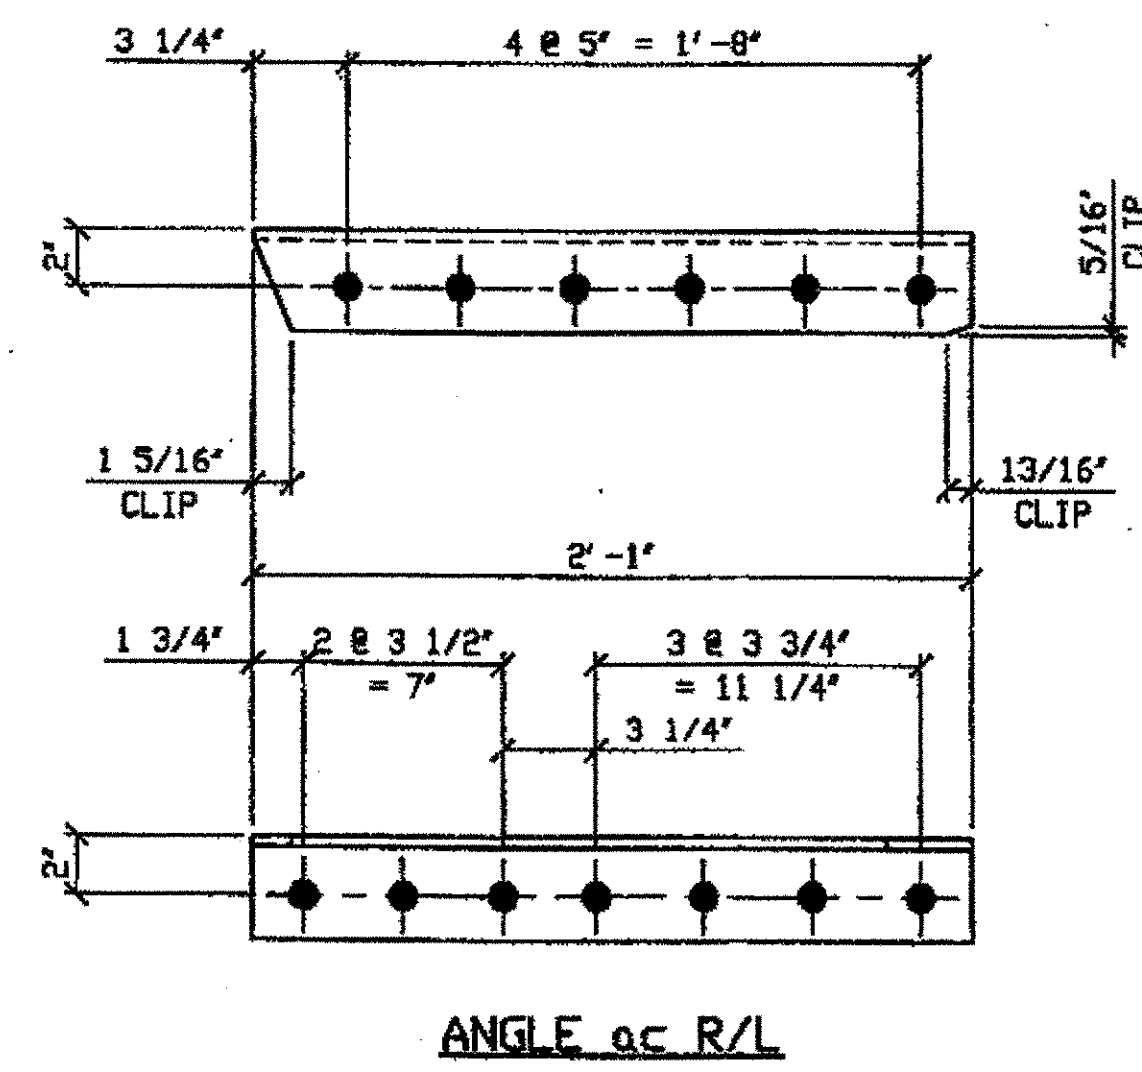 3 1/4"
4 @ 5" = 1'-8"
2"
5/16"
CLIP
1 5/16"
CLIP
13/16"
CLIP
2'-1"
1 3/4"
2 @ 3 1/2"
= 7"
3 @ 3 3/4"
= 11 1/4"
3 1/4"
2"
ANGLE ac R/L